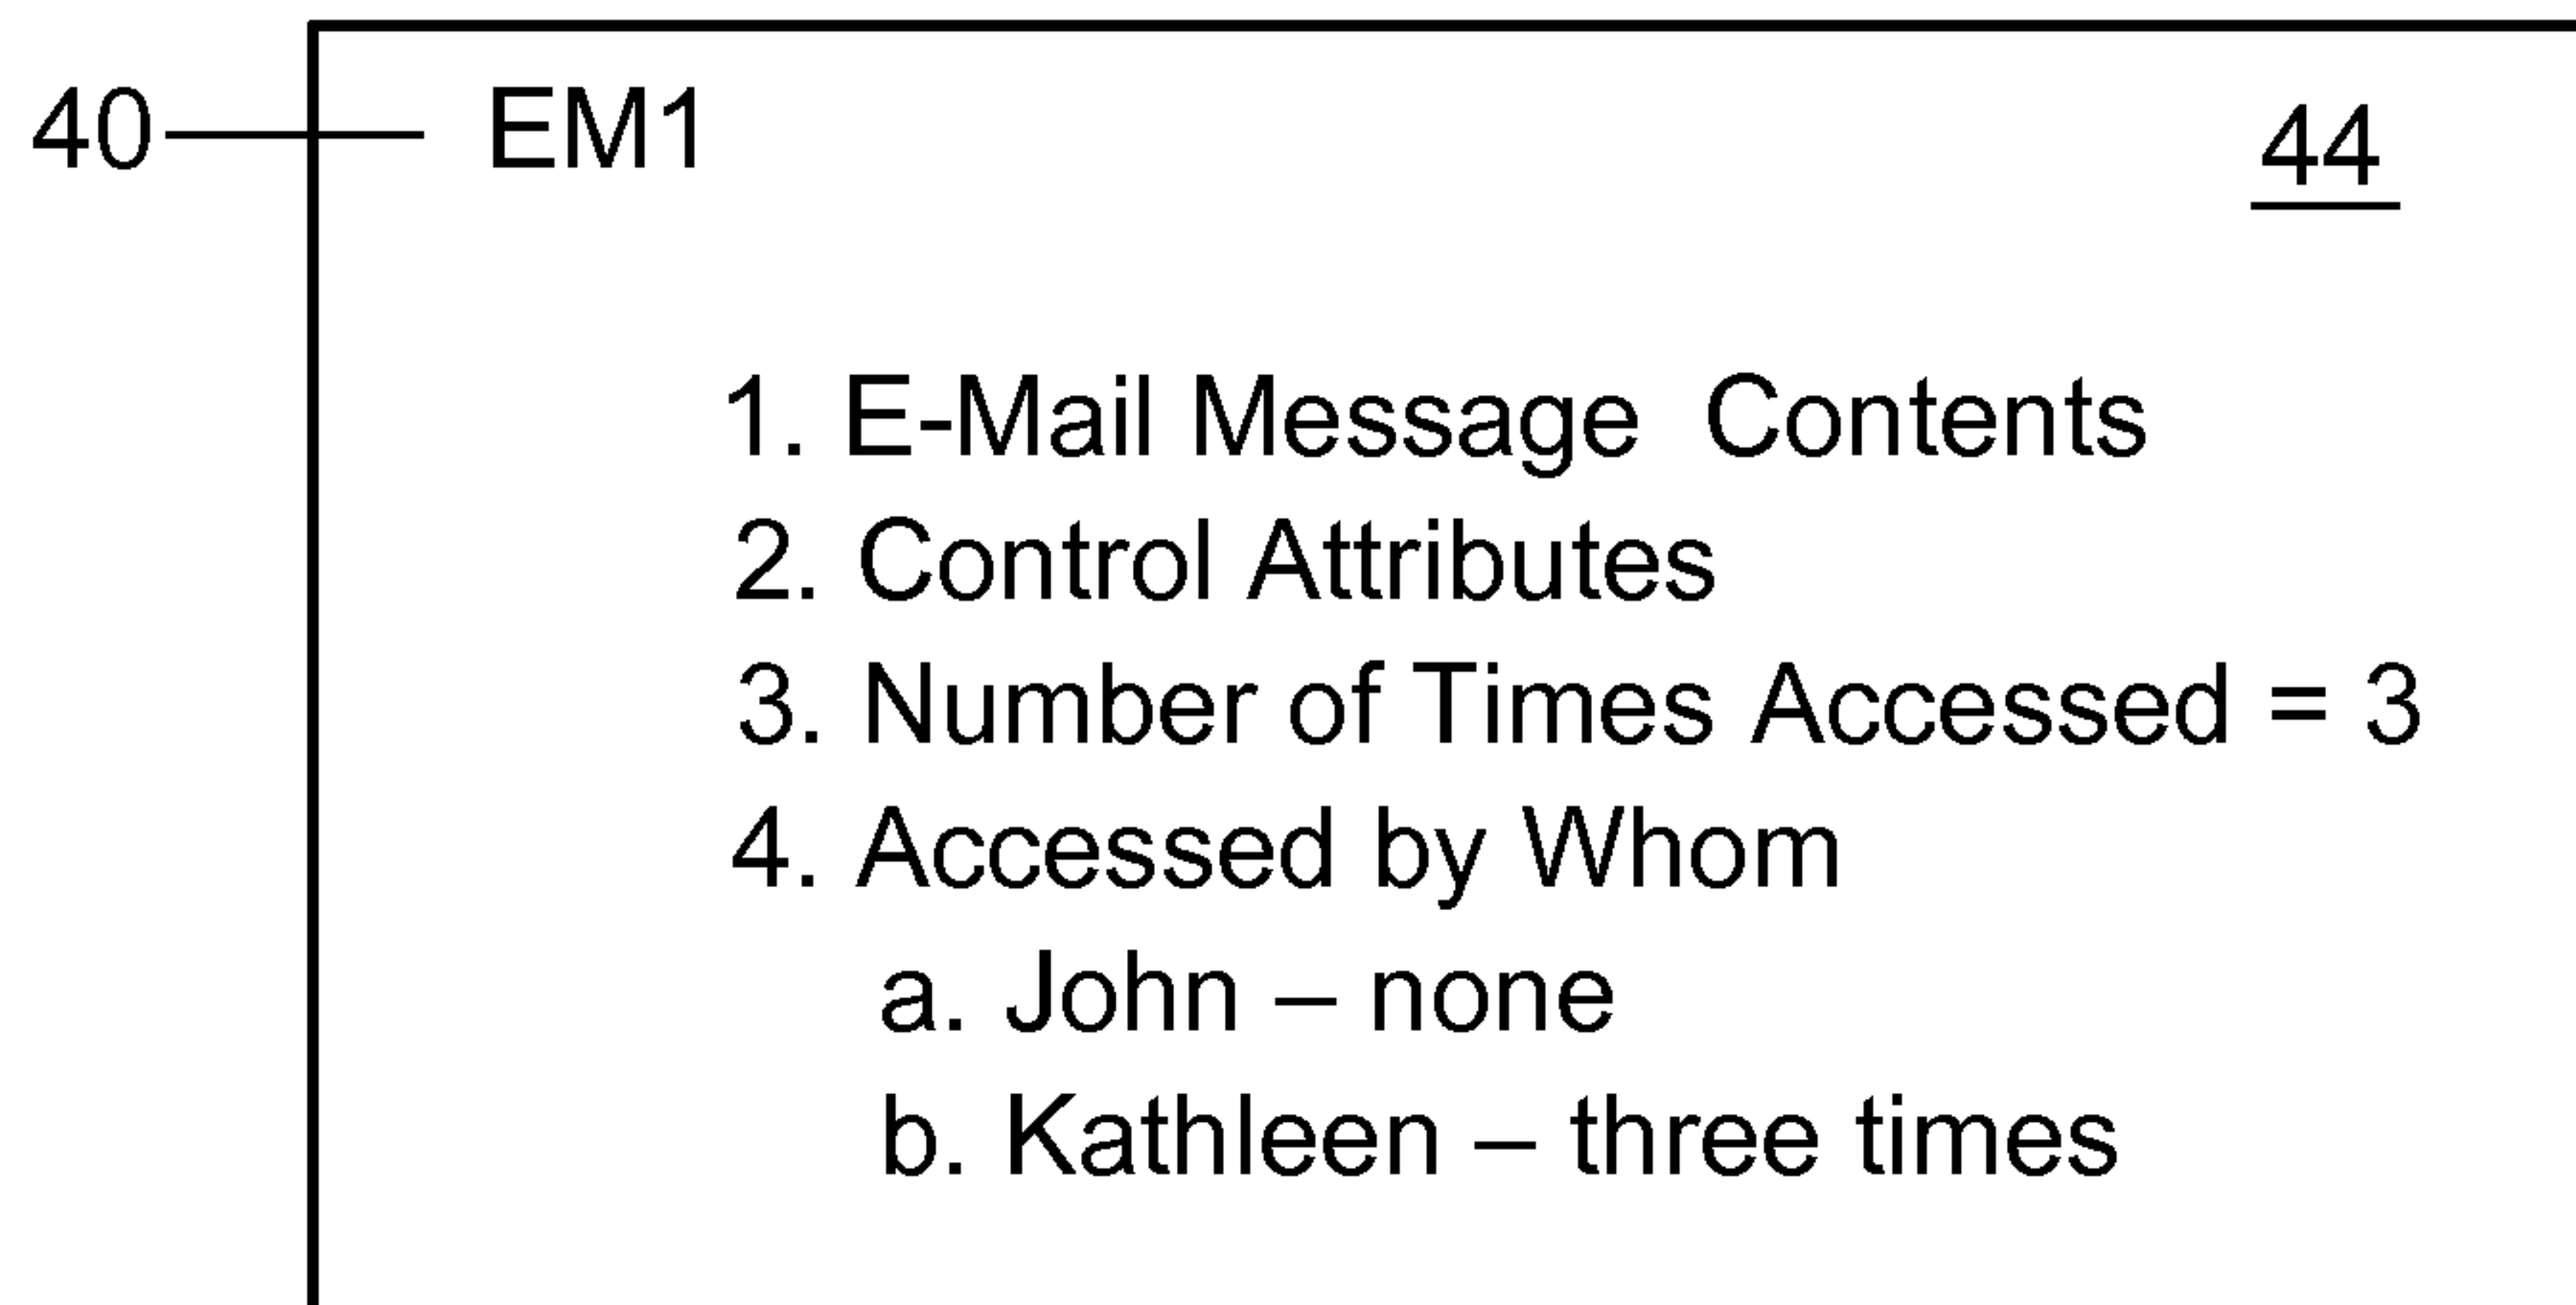 40 EM1 44
1. E-Mail Message Contents
2. Control Attributes
3. Number of Times Accessed = 3
4. Accessed by Whom
a. John – none
b. Kathleen – three times